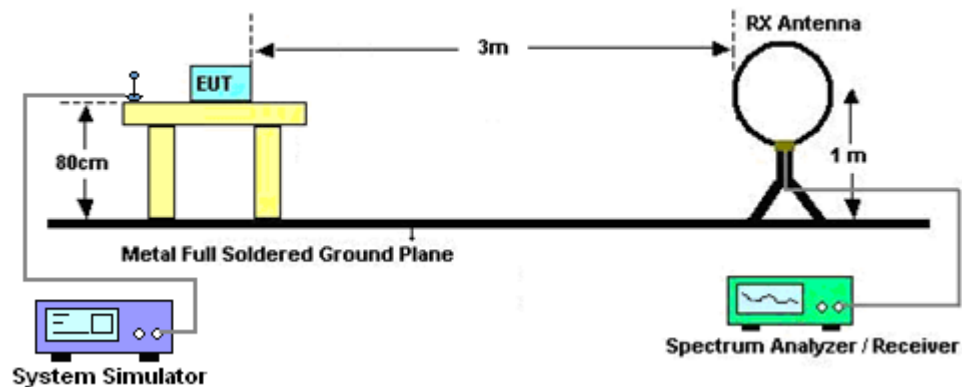 RX Antenna
3m
EUT
80cm
1 m
Metal Full Soldered Ground Plane
Spectrum Analyzer / Receiver
System Simulator